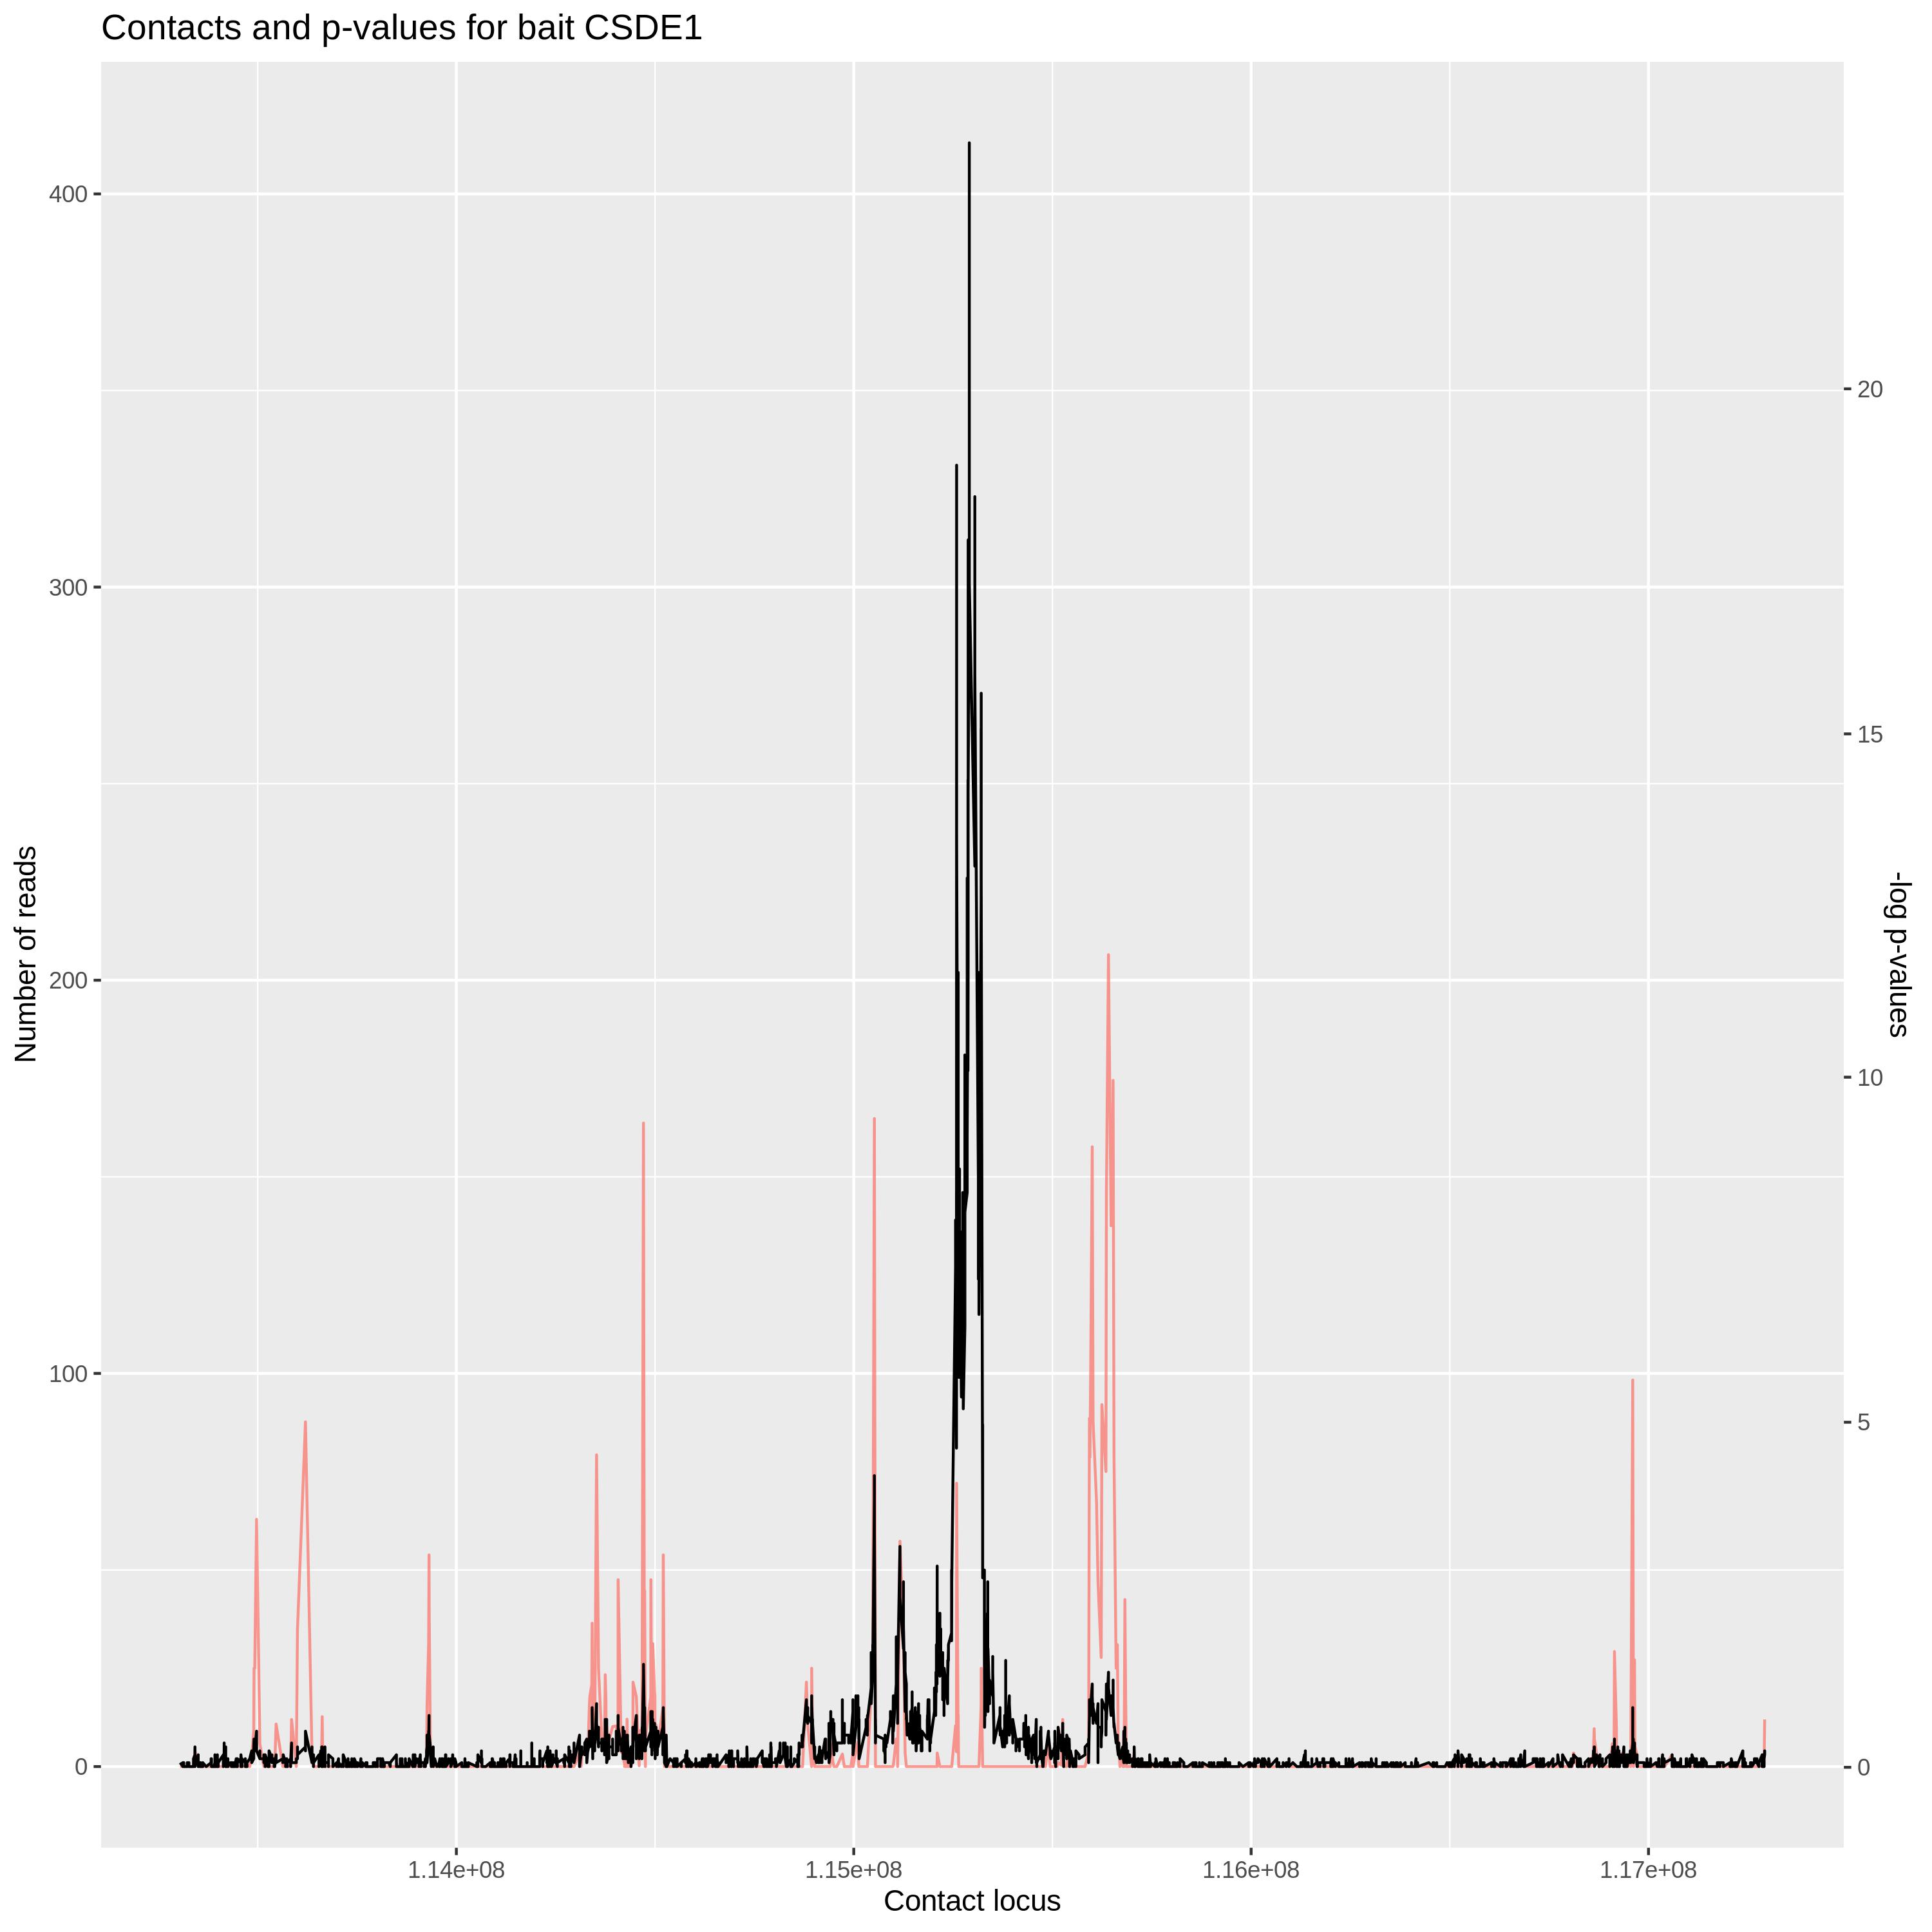 Contacts and p-values for bait CSDE1
400
300
200
100
0
Number of reads
20
15
10
5
0
-log p-values
1.14e+08
1.15e+08
1.16e+08
1.17e+08
Contact locus